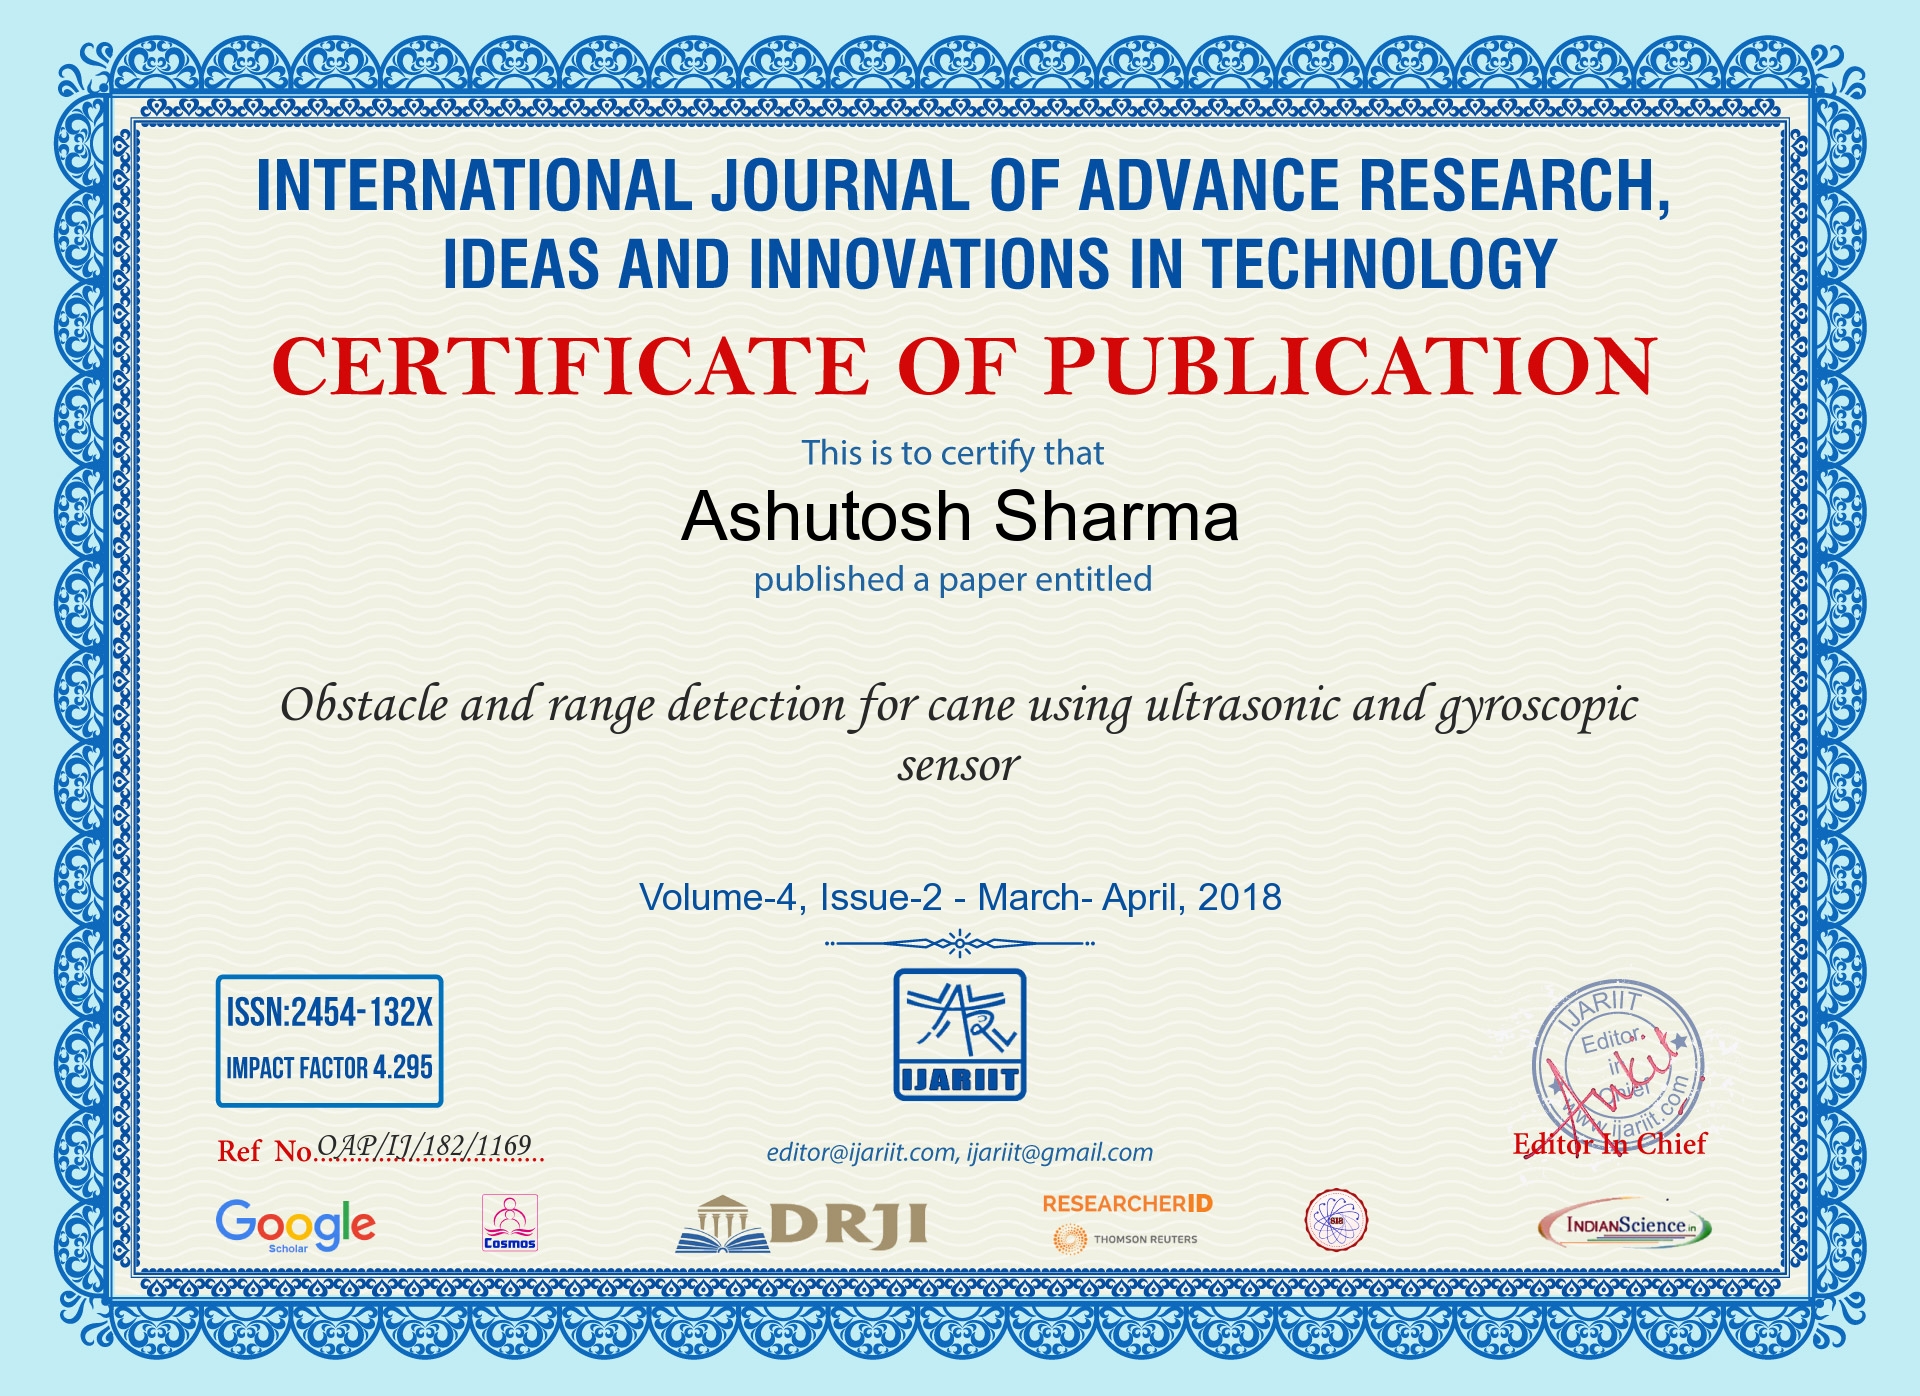 INTERNATIONAL JOURNAL OF ADVANCE RESEARCH,
IDEAS AND INNOVATIONS IN TECHNOLOGY
CERTIFICATE OF PUBLICATION
This is to certify that
Ashutosh Sharma
published a paper entitled
Obstacle and range detection for cane using ultrasonic and gyroscopic
sensor
Volume-4, Issue-2 - March- April, 2018
ISSN:2454-132X
IMPACT FACTOR 4.295
IJARIIT
IJARIIT
Editor
in
Chief
www.ijariit.com
Ankit
Ref No. OAP/IJ/182/1169
editor@ijariit.com, ijariit@gmail.com
Editor In Chief
Google
Scholar
Cosmos
DRJI
RESEARCHERID
THOMSON REUTERS
SIS
INDIANScience.in